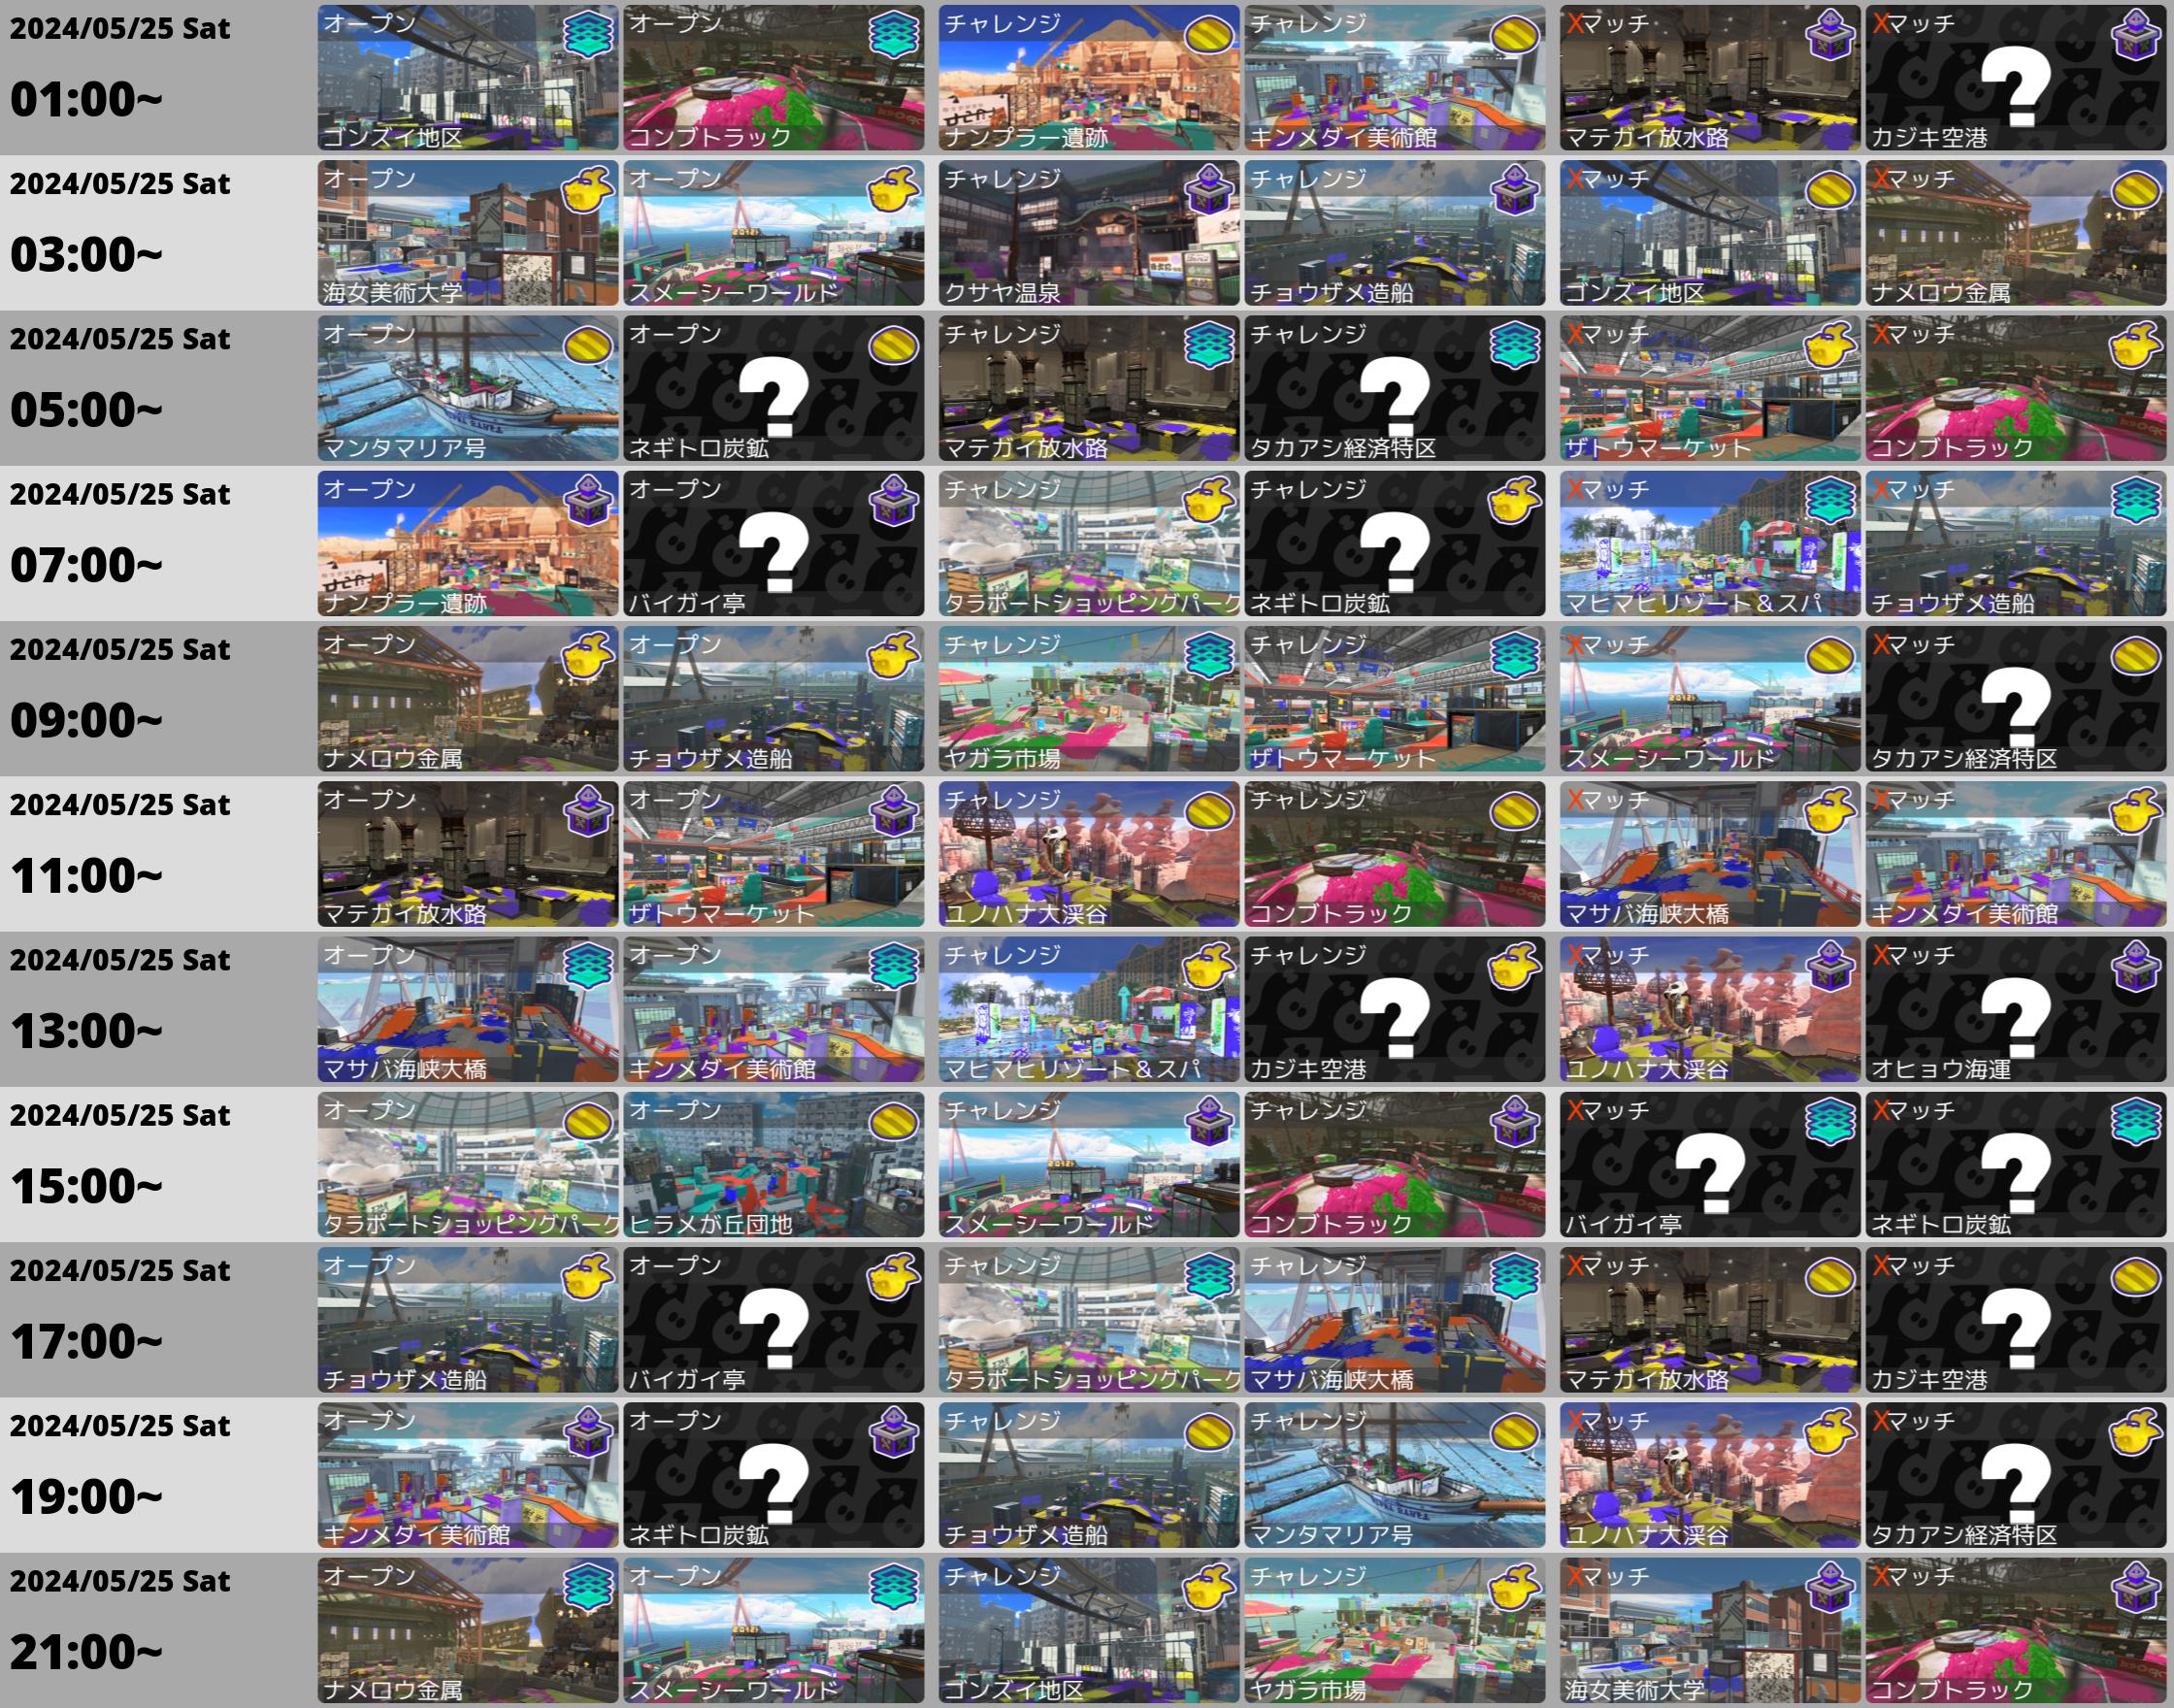 2024/05/25 Sat
01:00~
オープン
ゴンズイ地区
オープン
コンブトラック
チャレンジ
ナンプラー遺跡
チャレンジ
キンメダイ美術館
Xマッチ
マテガイ放水路
Xマッチ
?
カジキ空港
2024/05/25 Sat
03:00~
オープン
海女美術大学
オープン
スメーシーワールド
チャレンジ
クサヤ温泉
チャレンジ
チョウザメ造船
Xマッチ
ゴンズイ地区
Xマッチ
ナメロウ金属
2024/05/25 Sat
05:00~
オープン
マンタマリア号
オープン
?
ネギトロ炭鉱
チャレンジ
マテガイ放水路
チャレンジ
?
タカアシ経済特区
Xマッチ
ザトウマーケット
Xマッチ
コンブトラック
2024/05/25 Sat
07:00~
オープン
ナンプラー遺跡
オープン
?
バイガイ亭
チャレンジ
タラポートショッピングパーク
チャレンジ
?
ネギトロ炭鉱
Xマッチ
マヒマヒリゾート&スパ
Xマッチ
チョウザメ造船
2024/05/25 Sat
09:00~
オープン
ナメロウ金属
オープン
チョウザメ造船
チャレンジ
ヤガラ市場
チャレンジ
ザトウマーケット
Xマッチ
スメーシーワールド
Xマッチ
?
タカアシ経済特区
2024/05/25 Sat
11:00~
オープン
マテガイ放水路
オープン
ザトウマーケット
チャレンジ
ユノハナ大渓谷
チャレンジ
コンブトラック
Xマッチ
マサバ海峡大橋
Xマッチ
キンメダイ美術館
2024/05/25 Sat
13:00~
オープン
マサバ海峡大橋
オープン
キンメダイ美術館
チャレンジ
マヒマヒリゾート&スパ
チャレンジ
?
カジキ空港
Xマッチ
ユノハナ大渓谷
Xマッチ
?
オヒョウ海運
2024/05/25 Sat
15:00~
オープン
タラポートショッピングパーク
オープン
ヒラメが丘団地
チャレンジ
スメーシーワールド
チャレンジ
コンブトラック
Xマッチ
?
バイガイ亭
Xマッチ
?
ネギトロ炭鉱
2024/05/25 Sat
17:00~
オープン
チョウザメ造船
オープン
?
バイガイ亭
チャレンジ
タラポートショッピングパーク
チャレンジ
マサバ海峡大橋
Xマッチ
マテガイ放水路
Xマッチ
?
カジキ空港
2024/05/25 Sat
19:00~
オープン
キンメダイ美術館
オープン
?
ネギトロ炭鉱
チャレンジ
チョウザメ造船
チャレンジ
マンタマリア号
Xマッチ
ユノハナ大渓谷
Xマッチ
?
タカアシ経済特区
2024/05/25 Sat
21:00~
オープン
ナメロウ金属
オープン
スメーシーワールド
チャレンジ
ゴンズイ地区
チャレンジ
ヤガラ市場
Xマッチ
海女美術大学
Xマッチ
コンブトラック